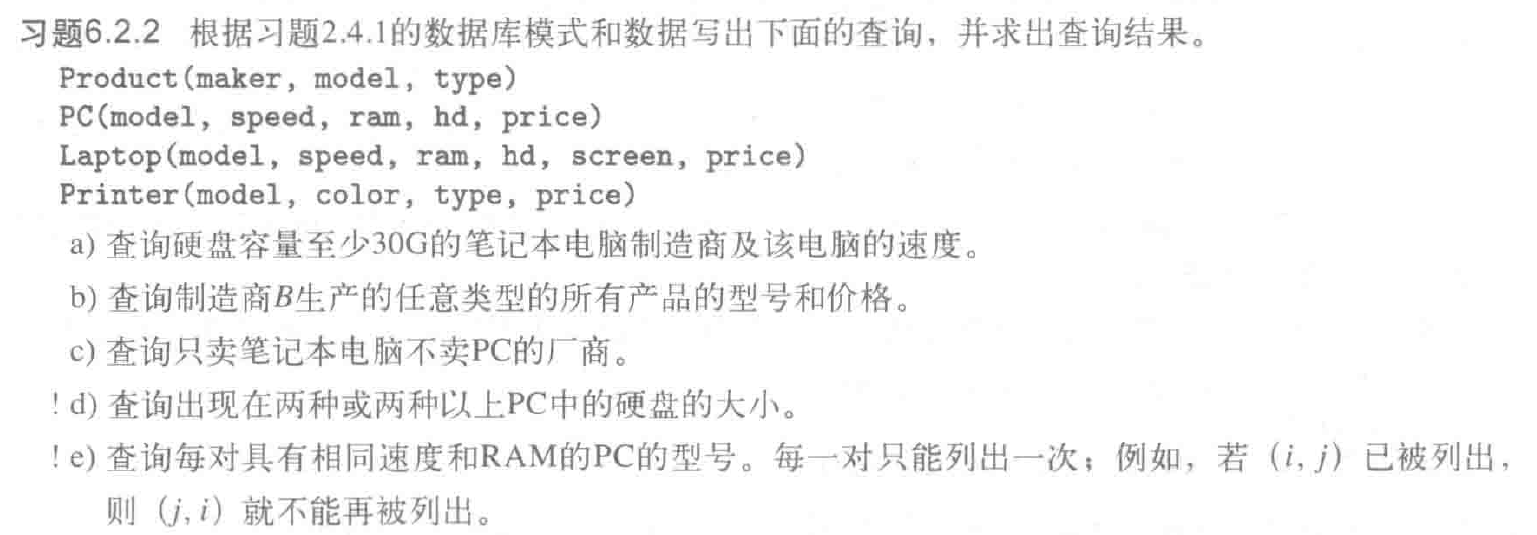 习题6.2.2 根据习题2.4.1的数据库模式和数据写出下面的查询，并求出查询结果。
Product(maker, model, type)
PC(model, speed, ram, hd, price)
Laptop(model, speed, ram, hd, screen, price)
Printer(model, color, type, price)
a) 查询硬盘容量至少30G的笔记本电脑制造商及该电脑的速度。
b) 查询制造商B生产的任意类型的所有产品的型号和价格。
c) 查询只卖笔记本电脑不卖PC的厂商。
! d) 查询出现在两种或两种以上PC中的硬盘的大小。
! e) 查询每对具有相同速度和RAM的PC的型号。每一对只能列出一次；例如，若（i, j）已被列出，
则（j, i）就不能再被列出。